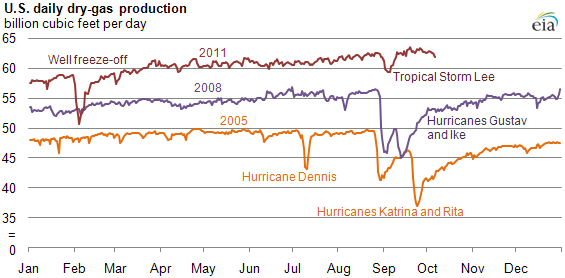 U.S. daily dry-gas production
billion cubic feet per day
eia
65
60
55
50
45
40
35
=
0
Well freeze-off
2011
Tropical Storm Lee
2008
Hurricanes Gustav
and Ike
2005
Hurricane Dennis
Hurricanes Katrina and Rita
Jan Feb Mar Apr May Jun Jul Aug Sep Oct Nov Dec